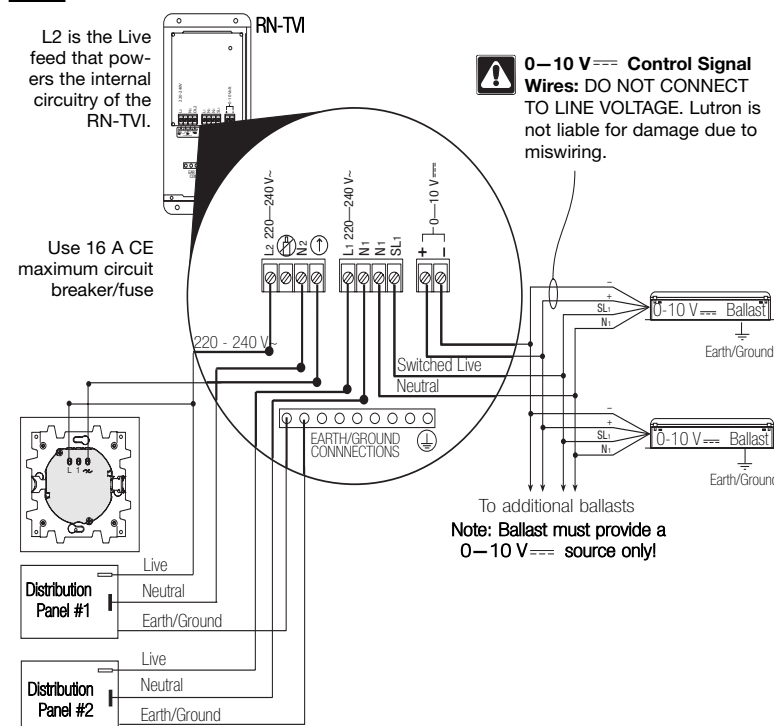 L2 is the Live
feed that pow-
ers the internal
circuitry of the
RN-TVI.
RN-TVI
0–10 V Control Signal
Wires: DO NOT CONNECT
TO LINE VOLTAGE. Lutron is
not liable for damage due to
miswiring.
Use 16 A CE
maximum circuit
breaker/fuse
L2 220–240 V~
N2
L1 220–240 V~
N1
N1
SL1
0–10 V
+
–
220 - 240 V~
Switched Live
Neutral
EARTH/GROUND
CONNNECTIONS
–
+
SL1
N1
0-10 V Ballast
Earth/Ground
–
+
SL1
N1
0-10 V Ballast
Earth/Ground
To additional ballasts
Note: Ballast must provide a
0–10 V source only!
L 1 ~
Distribution
Panel #1
Live
Neutral
Earth/Ground
Distribution
Panel #2
Live
Neutral
Earth/Ground